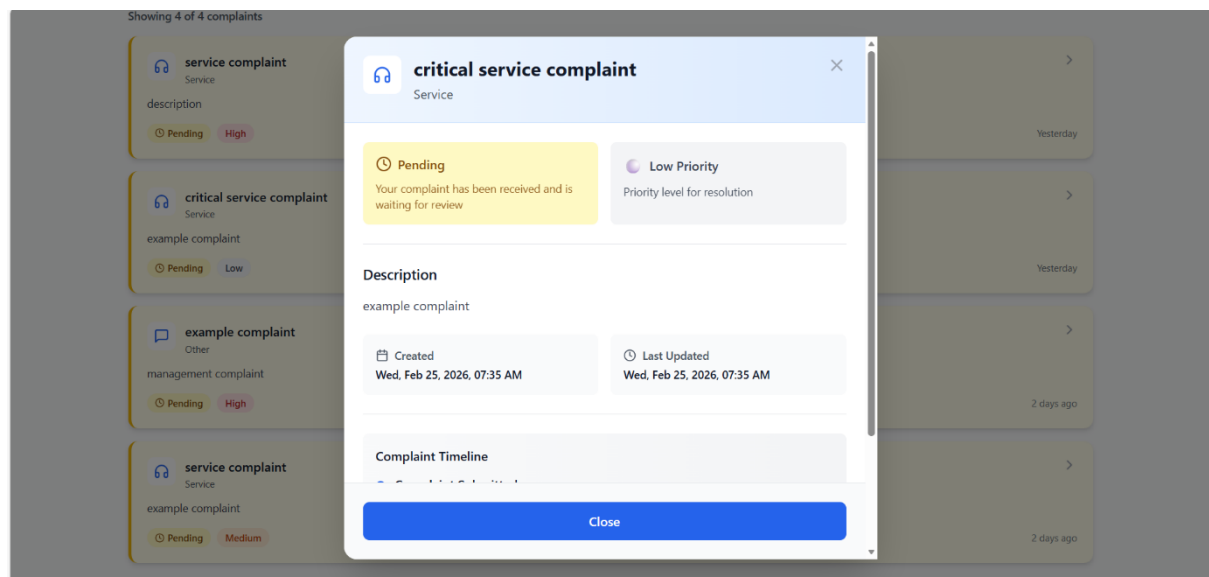 Showing 4 of 4 complaints
service complaint
Service
description
Pending High
Yesterday
critical service complaint
Service
example complaint
Pending Low
Yesterday
example complaint
Other
management complaint
Pending High
2 days ago
service complaint
Service
example complaint
Pending Medium
2 days ago
critical service complaint
Service
Pending
Your complaint has been received and is
waiting for review
Low Priority
Priority level for resolution
Description
example complaint
Created
Wed, Feb 25, 2026, 07:35 AM
Last Updated
Wed, Feb 25, 2026, 07:35 AM
Complaint Timeline
Complaint Submitted
Close